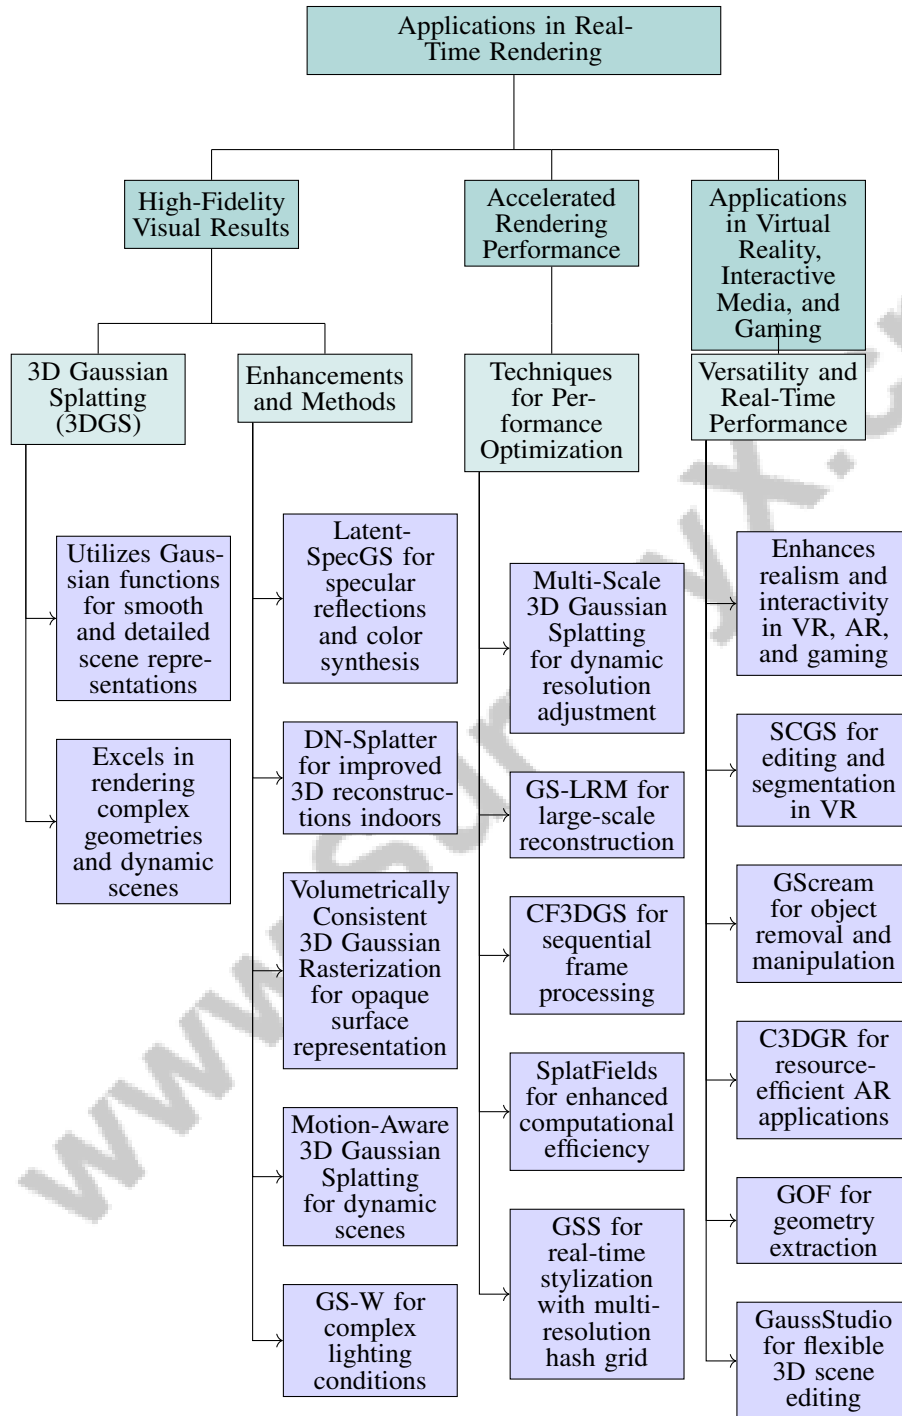 Applications in Real-
Time Rendering
High-Fidelity
Visual Results
Accelerated
Rendering
Performance
Applications
in Virtual
Reality,
Interactive
Media, and
Gaming
3D Gaussian
Splatting
(3DGS)
Enhancements
and Methods
Techniques
for Per-
formance
Optimization
Versatility and
Real-Time
Performance
Utilizes Gaus-
sian functions
for smooth
and detailed
scene repre-
sentations
Excels in
rendering
complex
geometries
and dynamic
scenes
Latent-
SpecGS for
specular
reflections
and color
synthesis
DN-Splatter
for improved
3D reconstruc-
tions indoors
Volumetrically
Consistent
3D Gaussian
Rasterization
for opaque
surface
representation
Motion-Aware
3D Gaussian
Splatting
for dynamic
scenes
GS-W for
complex
lighting
conditions
Multi-Scale
3D Gaussian
Splatting
for dynamic
resolution
adjustment
GS-LRM for
large-scale
reconstruction
CF3DGS for
sequential
frame
processing
SplatFields
for enhanced
computational
efficiency
GSS for
real-time
stylization
with multi-
resolution
hash grid
Enhances
realism and
interactivity
in VR, AR,
and gaming
SCGS for
editing and
segmentation
in VR
GScream
for object
removal and
manipulation
C3DGR for
resource-
efficient AR
applications
GOF for
geometry
extraction
GaussStudio
for flexible
3D scene
editing